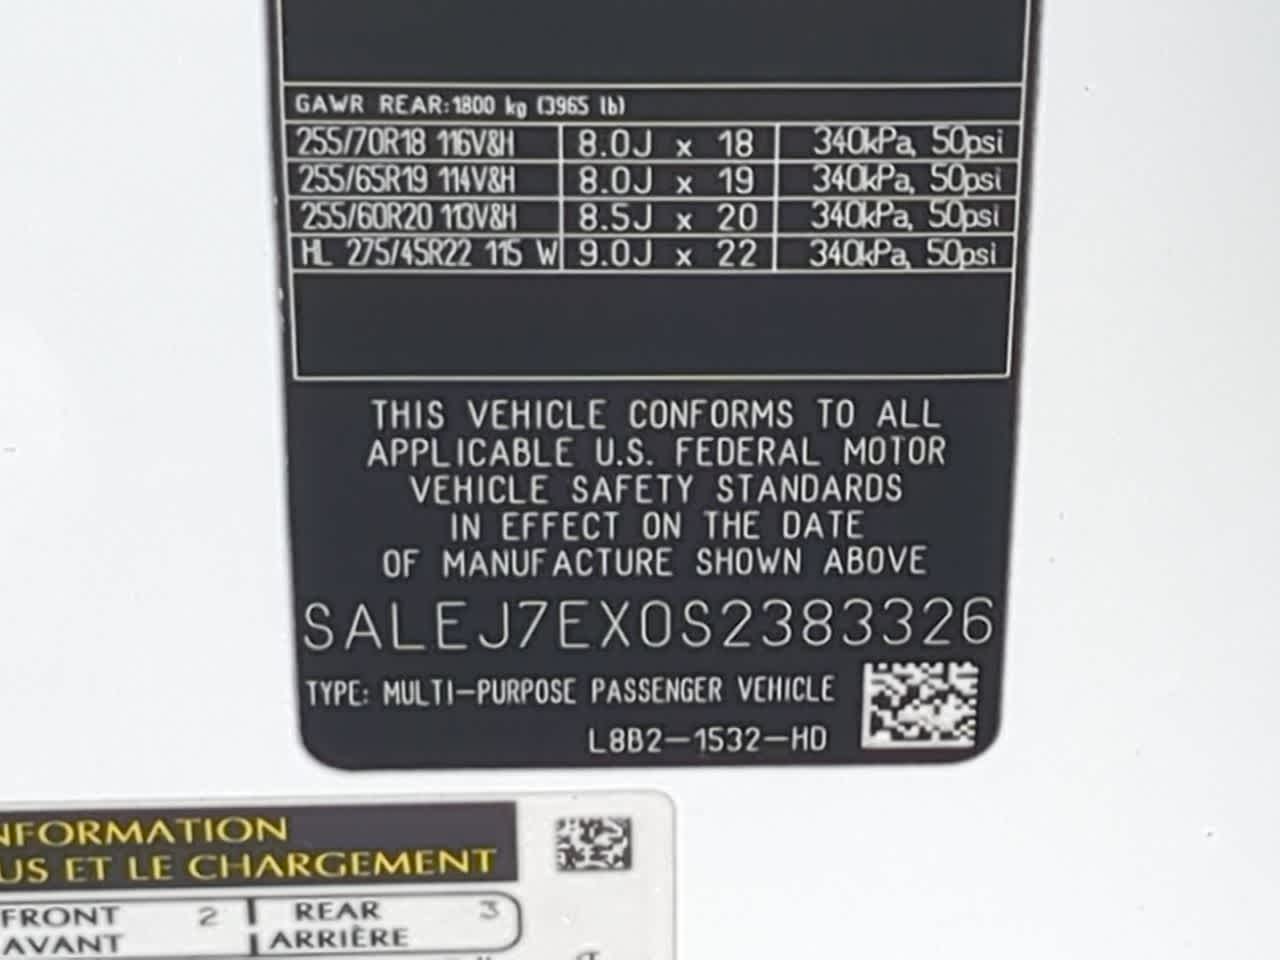 GAWR REAR:1800 kg (3965 lb)
255/70R18 116V&H 8.0J x 18 340kPa, 50psi
255/65R19 114V&H 8.0J x 19 340kPa, 50psi
255/60R20 113V&H 8.5J x 20 340kPa, 50psi
HL 275/45R22 115 W 9.0J x 22 340kPa, 50psi
THIS VEHICLE CONFORMS TO ALL
APPLICABLE U.S. FEDERAL MOTOR
VEHICLE SAFETY STANDARDS
IN EFFECT ON THE DATE
OF MANUFACTURE SHOWN ABOVE
SALEJ7EX0S2383326
TYPE: MULTI-PURPOSE PASSENGER VEHICLE
L8B2-1532-HD
NFORMATION
US ET LE CHARGEMENT
FRONT 2 REAR 3
AVANT ARRIÈRE